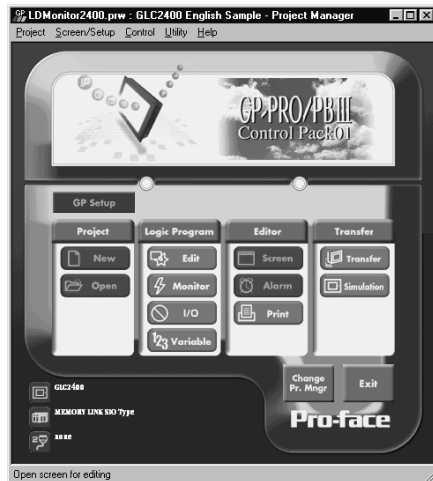 LDMonitor2400.prw : GLC2400 English Sample - Project Manager
Project Screen/Setup Control Utility Help
GP-PRO/PBIII
Control Pack01
GP Setup
Project Logic Program Editor Transfer
New Edit Screen Transfer
Open Monitor Alarm Simulation
I/O Print
123 Variable
Change
Pr. Mngr
Exit
GLC2400
MEMORY LINK SIO Type
none
Pro-face
Open screen for editing